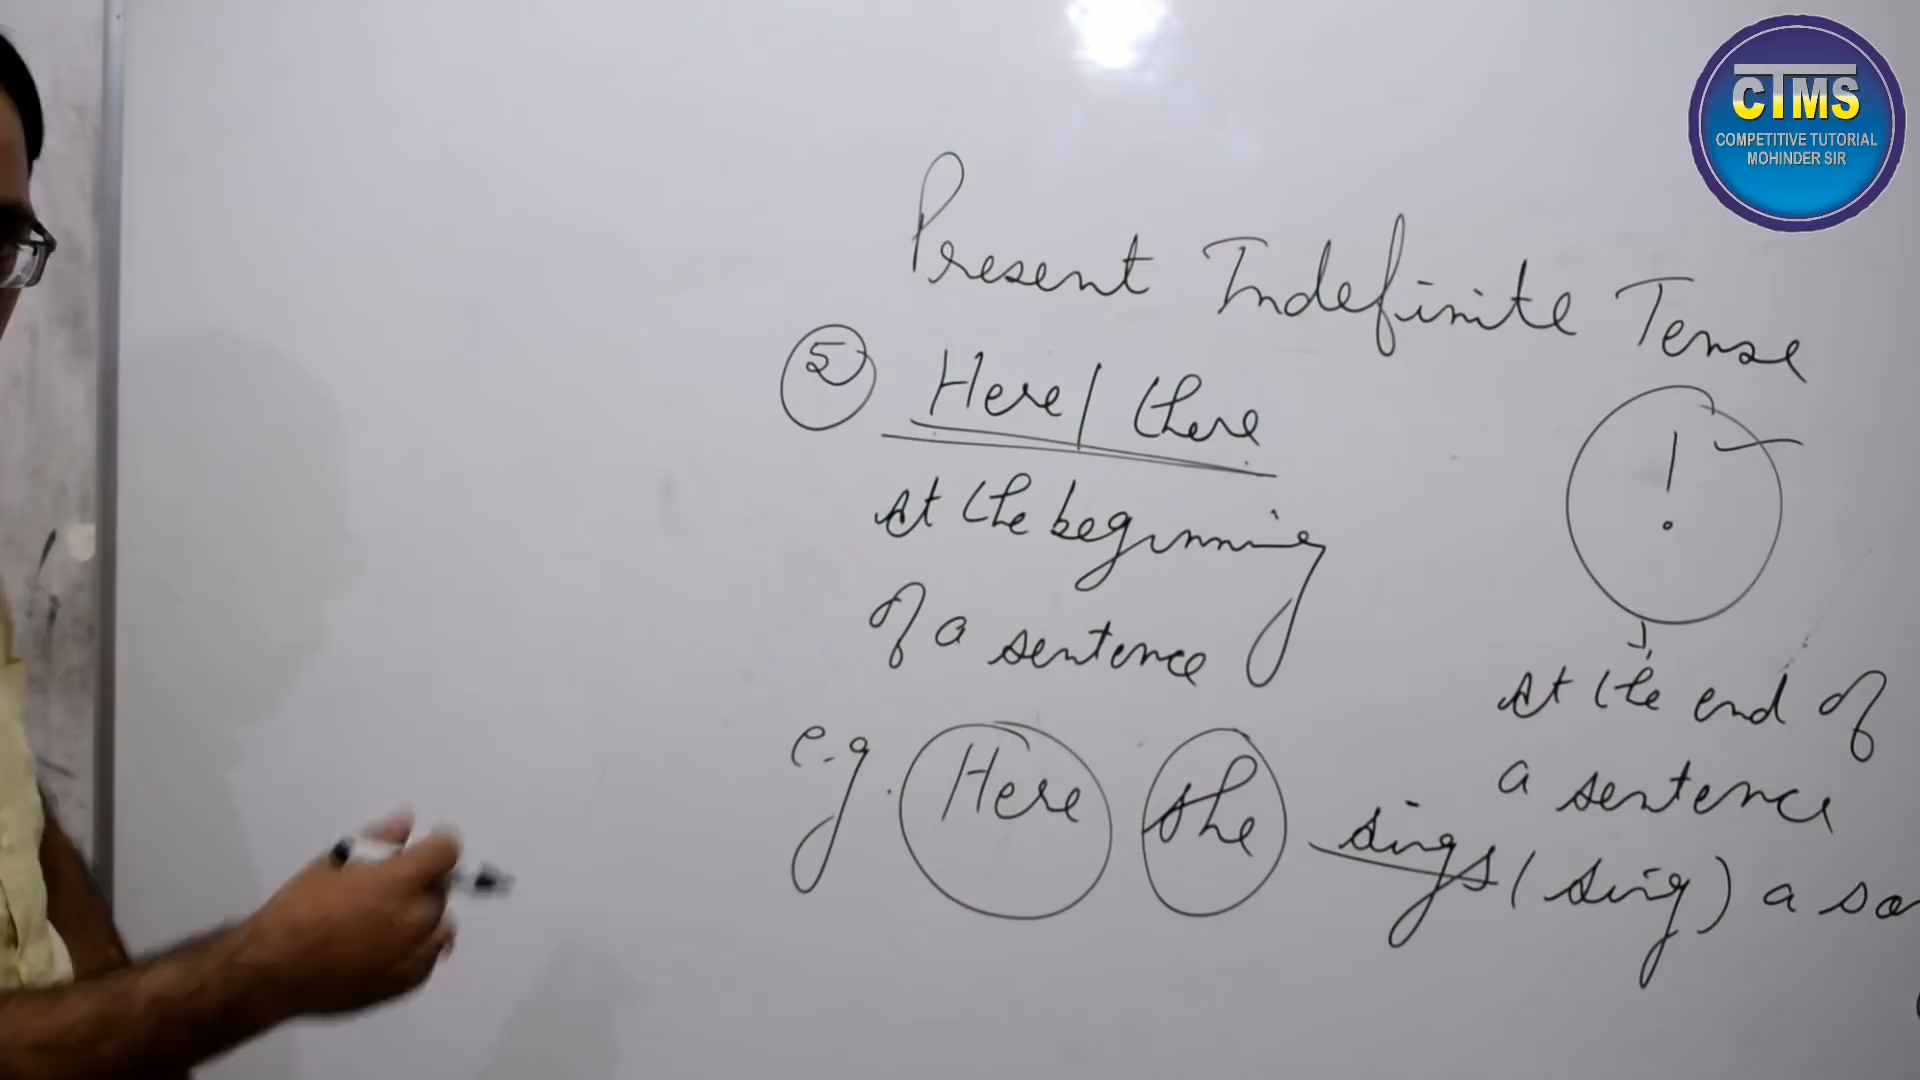 CTMS
COMPETITIVE TUTORIAL
MOHINDER SIR
Present Indefinite Tense
5 Here / there
at the beginning
of a sentence
!
at the end of
a sentence
e.g. Here she sings (sing) a